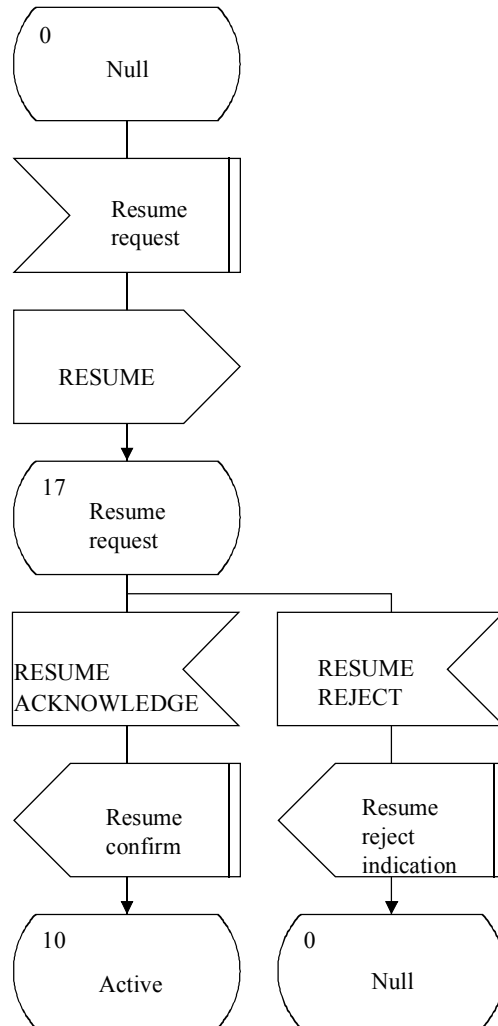 0
Null
Resume
request
RESUME
17
Resume
request
RESUME
ACKNOWLEDGE
RESUME
REJECT
Resume
confirm
Resume
reject
indication
10
Active
0
Null